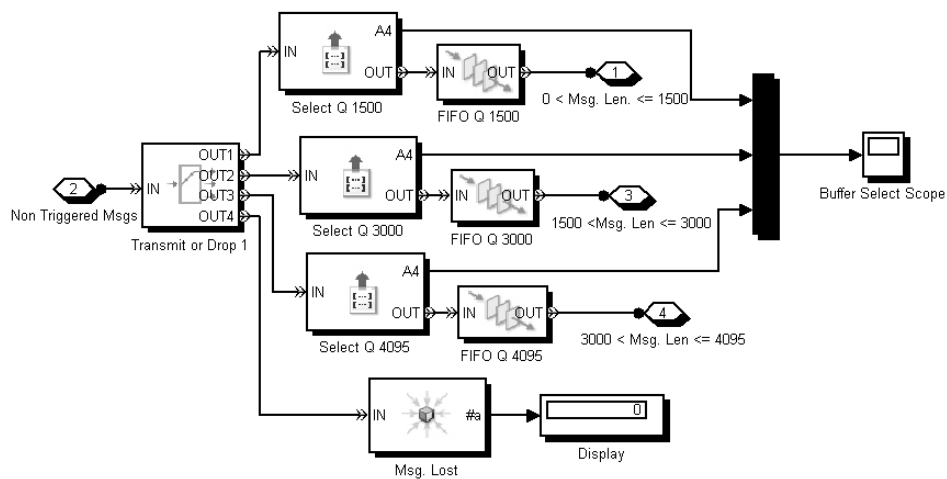 A4
IN
OUT
Select Q 1500
IN
OUT
FIFO Q 1500
1
0 < Msg. Len. <= 1500
2
Non Triggered Msgs
IN
OUT1
OUT2
OUT3
OUT4
Transmit or Drop 1
A4
IN
OUT
Select Q 3000
IN
OUT
FIFO Q 3000
3
1500 <Msg. Len <= 3000
Buffer Select Scope
A4
IN
OUT
Select Q 4095
IN
OUT
FIFO Q 4095
4
3000 < Msg. Len <= 4095
IN
#a
Msg. Lost
0
Display